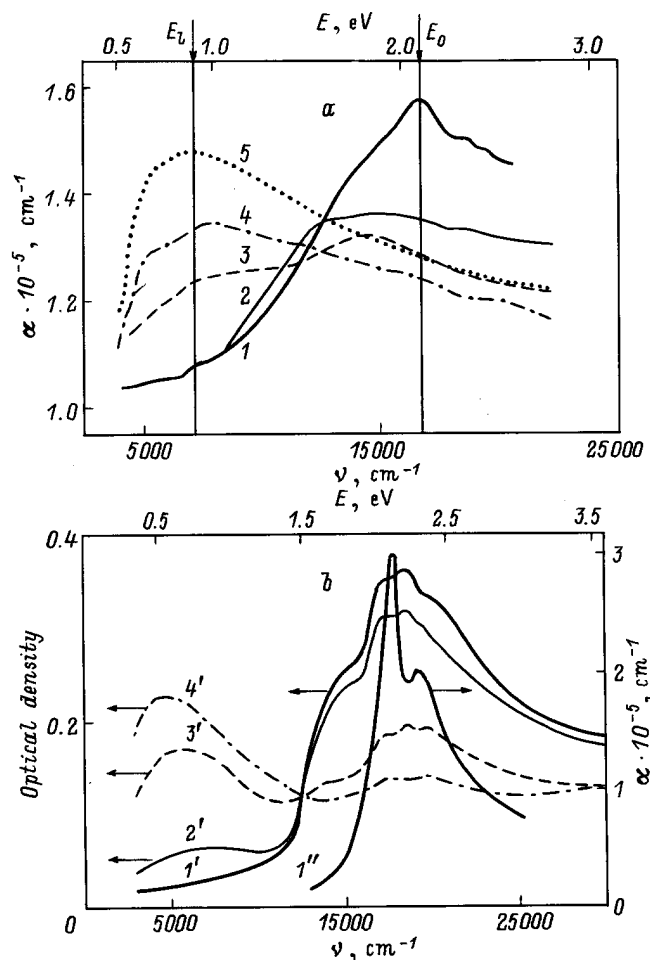 E, eV
0.5 E_l 1.0 2.0 E_0 3.0
a
1.6
1.4
1.2
1.0
α · 10⁻⁵, cm⁻¹
5
4
3
2
1
5000 15000 25000
ν, cm⁻¹
E, eV
0.5 1.0 1.5 2.5 3.5
b
0.4
0.2
0
Optical density
4'
3'
2'
1'
1''
3
2
1
0
α · 10⁻⁵, cm⁻¹
5000 15000 25000
ν, cm⁻¹